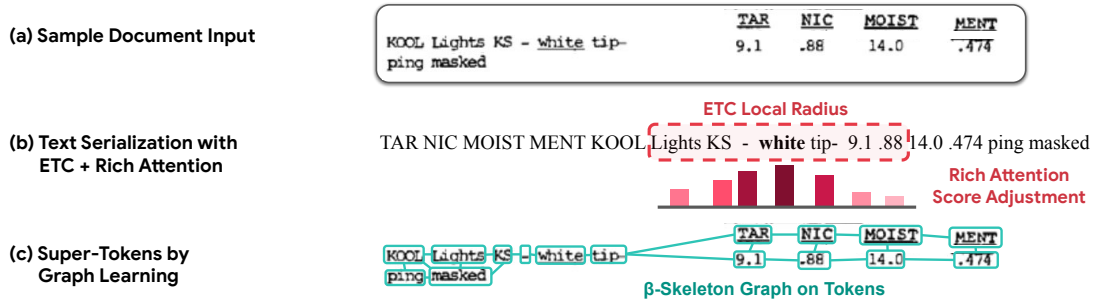 (a) Sample Document Input
TAR NIC MOIST MENT
KOOL Lights KS - white tip- 9.1 .88 14.0 .474
ping masked
ETC Local Radius
(b) Text Serialization with
ETC + Rich Attention
TAR NIC MOIST MENT KOOL Lights KS - white tip- 9.1 .88 14.0 .474 ping masked
Rich Attention
Score Adjustment
(c) Super-Tokens by
Graph Learning
TAR NIC MOIST MENT
KOOL Lights KS - white tip- 9.1 .88 14.0 .474
ping masked
β-Skeleton Graph on Tokens